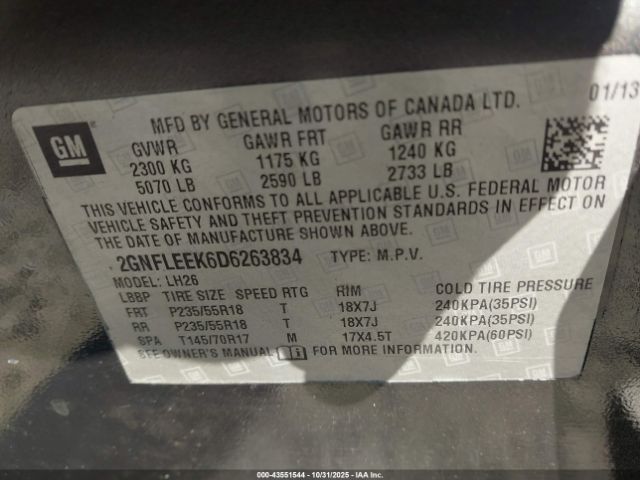 MFD BY GENERAL MOTORS OF CANADA LTD. 01/13
GM
GVWR GAWR FRT GAWR RR
2300 KG 1175 KG 1240 KG
5070 LB 2590 LB 2733 LB
THIS VEHICLE CONFORMS TO ALL APPLICABLE U.S. FEDERAL MOTOR
VEHICLE SAFETY AND THEFT PREVENTION STANDARDS IN EFFECT ON
THE DATE OF MANUFACTURE SHOWN ABOVE.
2GNFLEEK6D6263834 TYPE: M.P.V.
MODEL: LH26
LBBP TIRE SIZE SPEED RTG RIM COLD TIRE PRESSURE
FRT P235/55R18 T 18X7J 240KPA(35PSI)
RR P235/55R18 T 18X7J 240KPA(35PSI)
SPA T145/70R17 M 17X4.5T 420KPA(60PSI)
SEE OWNER'S MANUAL FOR MORE INFORMATION.
000-43551544 - 10/31/2025 - IAA Inc.